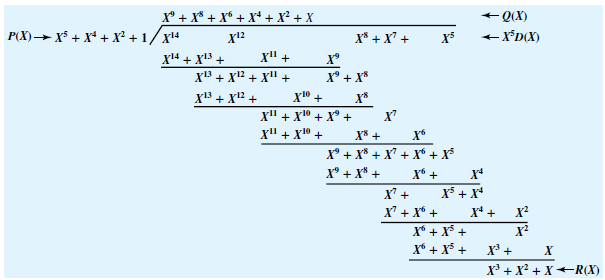 X⁹ + X⁸ + X⁶ + X⁴ + X² + X ← Q(X)
P(X) → X⁵ + X⁴ + X² + 1 / X¹⁴ X¹² X⁸ + X⁷ + X⁵ ← X⁵D(X)
X¹⁴ + X¹³ + X¹¹ + X⁹
X¹³ + X¹² + X¹¹ + X⁹ + X⁸
X¹³ + X¹² + X¹⁰ + X⁸
X¹¹ + X¹⁰ + X⁹ + X⁷
X¹¹ + X¹⁰ + X⁸ + X⁶
X⁹ + X⁸ + X⁷ + X⁶ + X⁵
X⁹ + X⁸ + X⁶ + X⁴
X⁷ + X⁵ + X⁴
X⁷ + X⁶ + X⁴ + X²
X⁶ + X⁵ + X²
X⁶ + X⁵ + X³ + X
X³ + X² + X ← R(X)